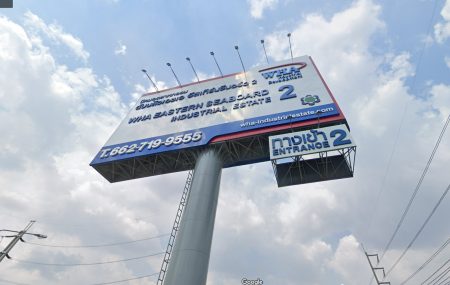 นิคมอุตสาหกรรม
ดับบลิวเอชเอ อีสเทิร์นซีบอร์ด 2
WHA EASTERN SEABOARD
INDUSTRIAL ESTATE 2
WHA
wha-industrialestate.com
T.662-719-9555
ทางเข้า 2
ENTRANCE
Google